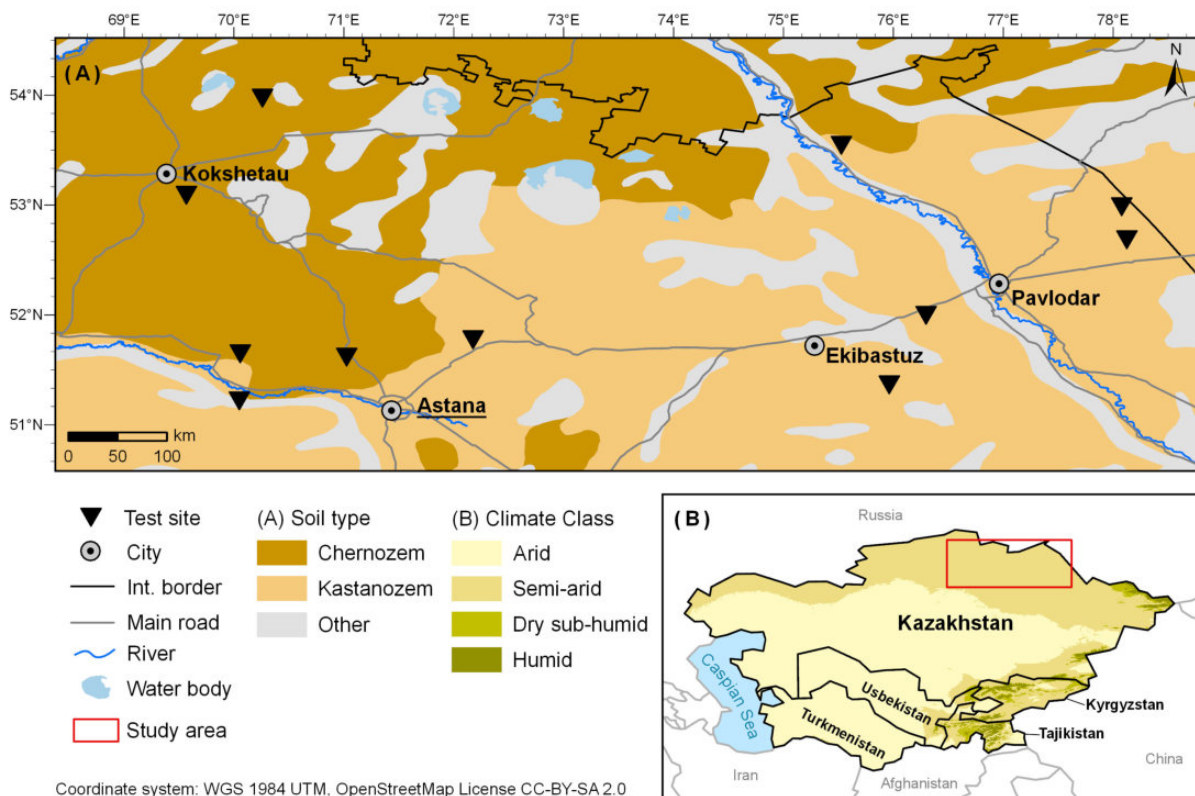 69°E 70°E 71°E 72°E 73°E 74°E 75°E 76°E 77°E 78°E
(A)
N
54°N
Kokshetau
53°N
Pavlodar
52°N
Ekibastuz
Astana
51°N
km
0 50 100
Test site
City
Int. border
Main road
River
Water body
Study area
(A) Soil type
Chernozem
Kastanozem
Other
(B) Climate Class
Arid
Semi-arid
Dry sub-humid
Humid
(B)
Russia
Kazakhstan
Caspian Sea
Usbekistan
Turkmenistan
Kyrgyzstan
Tajikistan
China
Iran
Afghanistan
Coordinate system: WGS 1984 UTM, OpenStreetMap License CC-BY-SA 2.0